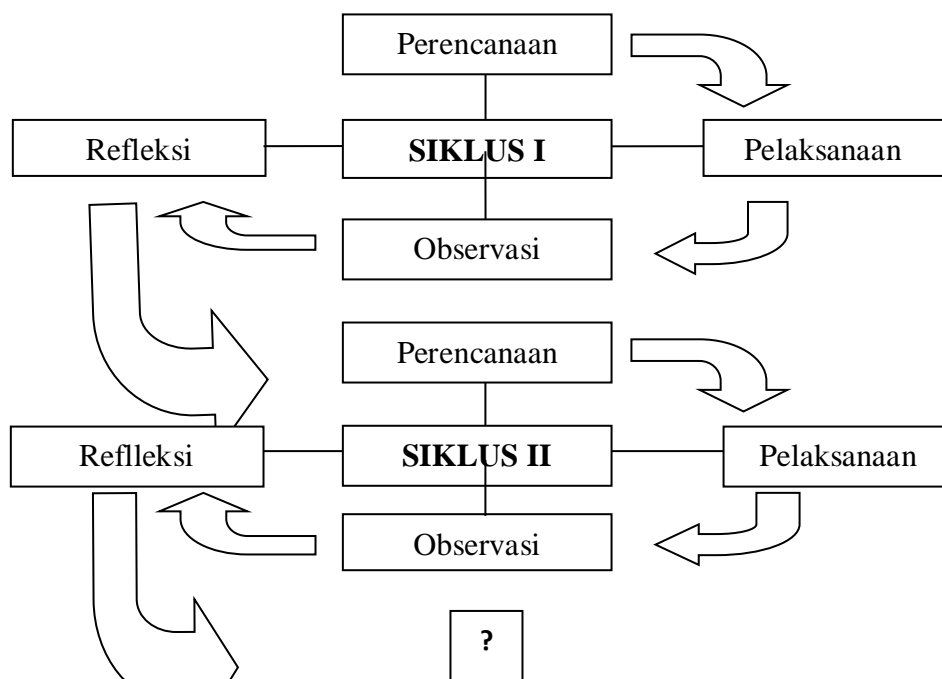 Perencanaan
Refleksi
SIKLUS I
Pelaksanaan
Observasi
Perencanaan
Reflleksi
SIKLUS II
Pelaksanaan
Observasi
?